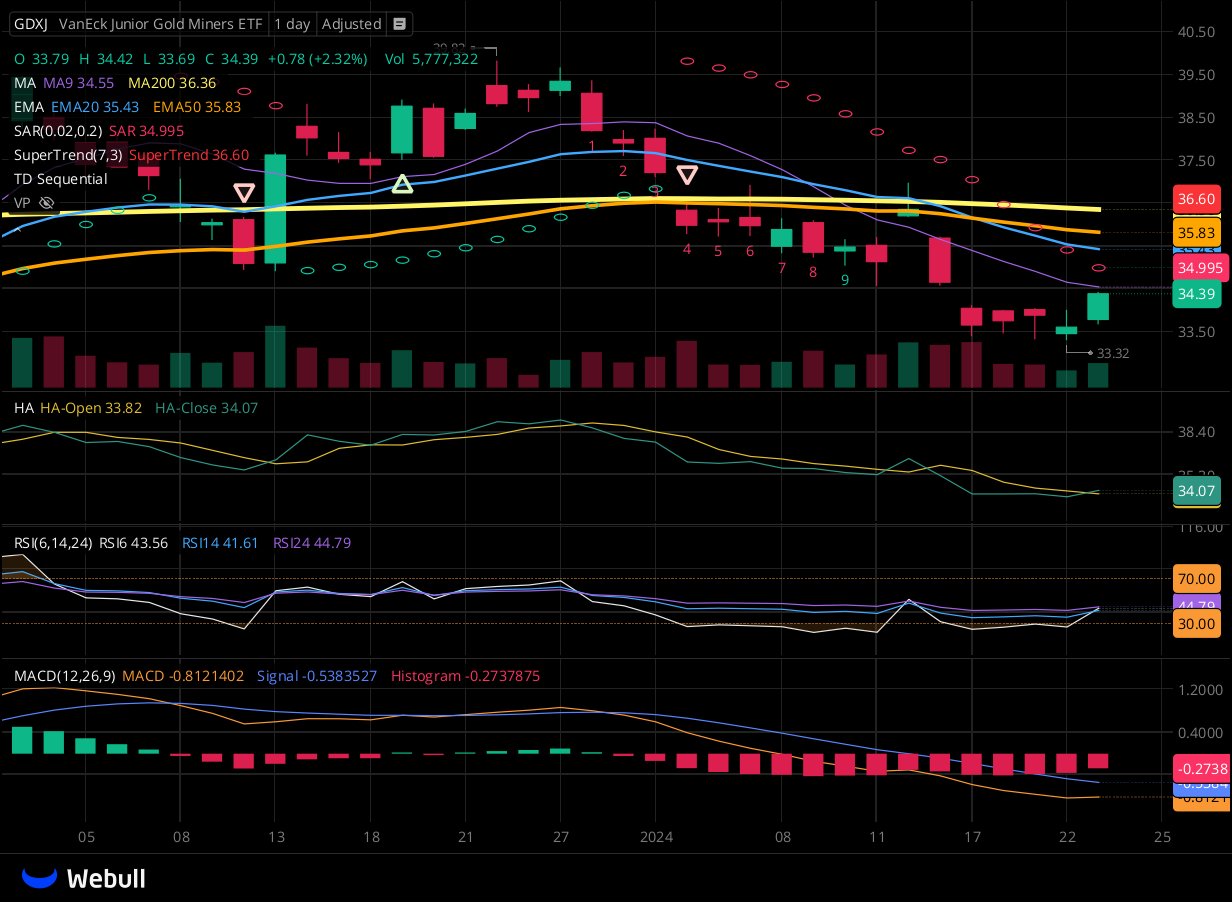 GDXJ VanEck Junior Gold Miners ETF 1 day Adjusted
40.50
O 33.79 H 34.42 L 33.69 C 34.39 +0.78 (+2.32%) Vol 5,777,322
39.50
MA MA9 34.55 MA200 36.36
EMA EMA20 35.43 EMA50 35.83
38.50
SAR(0.02,0.2) SAR 34.995
SuperTrend(7,3) SuperTrend 36.60
37.50
TD Sequential
VP
1
2
3
4
5
6
7
8
9
36.60
35.83
34.995
34.39
33.50
33.32
HA HA-Open 33.82 HA-Close 34.07
38.40
34.07
116.00
RSI(6,14,24) RSI6 43.56 RSI14 41.61 RSI24 44.79
70.00
44.79
30.00
MACD(12,26,9) MACD -0.8121402 Signal -0.5383527 Histogram -0.2737875
1.2000
0.4000
-0.2738
05 08 13 18 21 27 2024 08 11 17 22 25
Webull